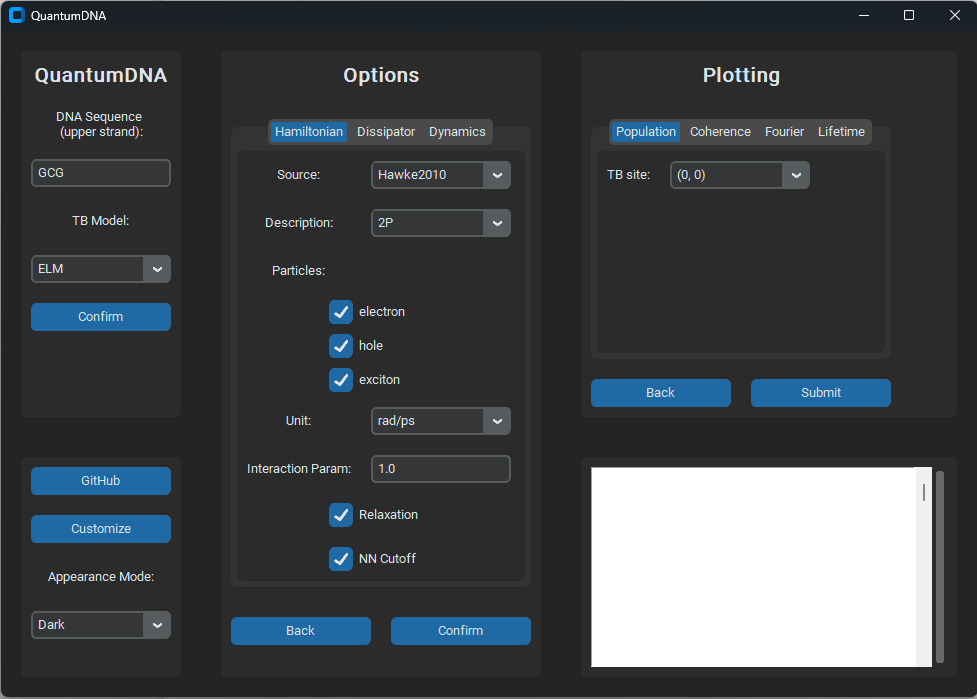 QuantumDNA
QuantumDNA
DNA Sequence
(upper strand):
GCG
TB Model:
ELM
Confirm
GitHub
Customize
Appearance Mode:
Dark
Options
Hamiltonian Dissipator Dynamics
Source: Hawke2010
Description: 2P
Particles:
electron
hole
exciton
Unit: rad/ps
Interaction Param: 1.0
Relaxation
NN Cutoff
Back Confirm
Plotting
Population Coherence Fourier Lifetime
TB site: (0, 0)
Back Submit